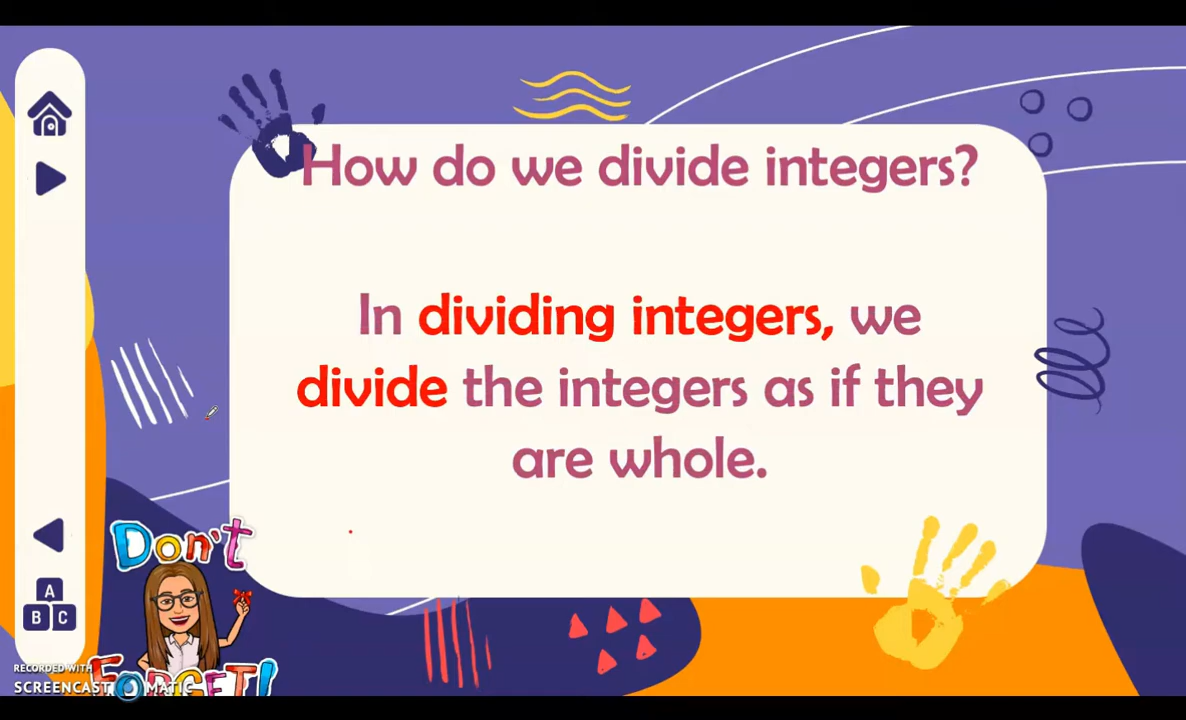 How do we divide integers?
In dividing integers, we
divide the integers as if they
are whole.
Don't
FORGET!
A
B C
RECORDED WITH
SCREENCAST MATIC